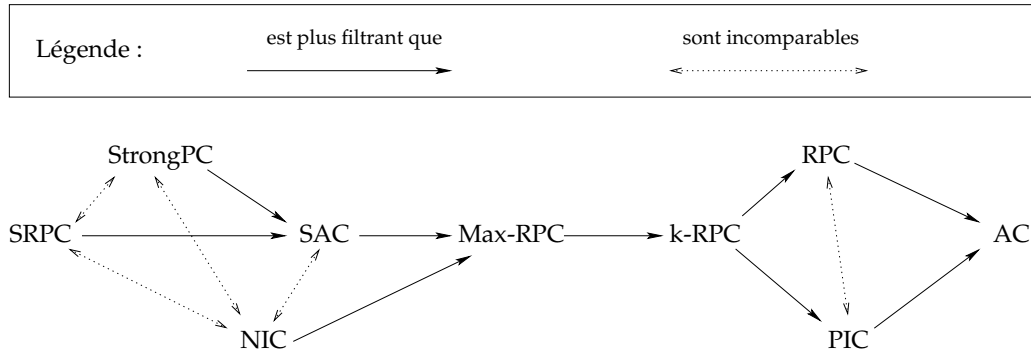 Légende :
est plus filtrant que
sont incomparables
StrongPC
RPC
SRPC
SAC
Max-RPC
k-RPC
AC
NIC
PIC